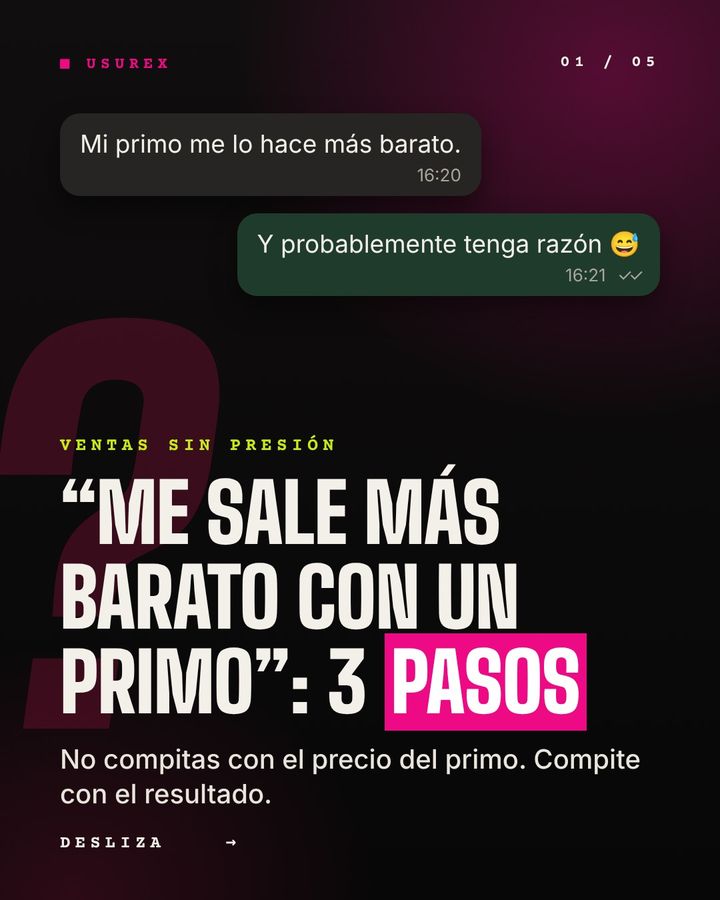 USUREX
01 / 05
Mi primo me lo hace más barato.
16:20
Y probablemente tenga razón 😅
16:21
?
VENTAS SIN PRESIÓN
“ME SALE MÁS
BARATO CON UN
PRIMO”: 3 PASOS
No compitas con el precio del primo. Compite
con el resultado.
DESLIZA →